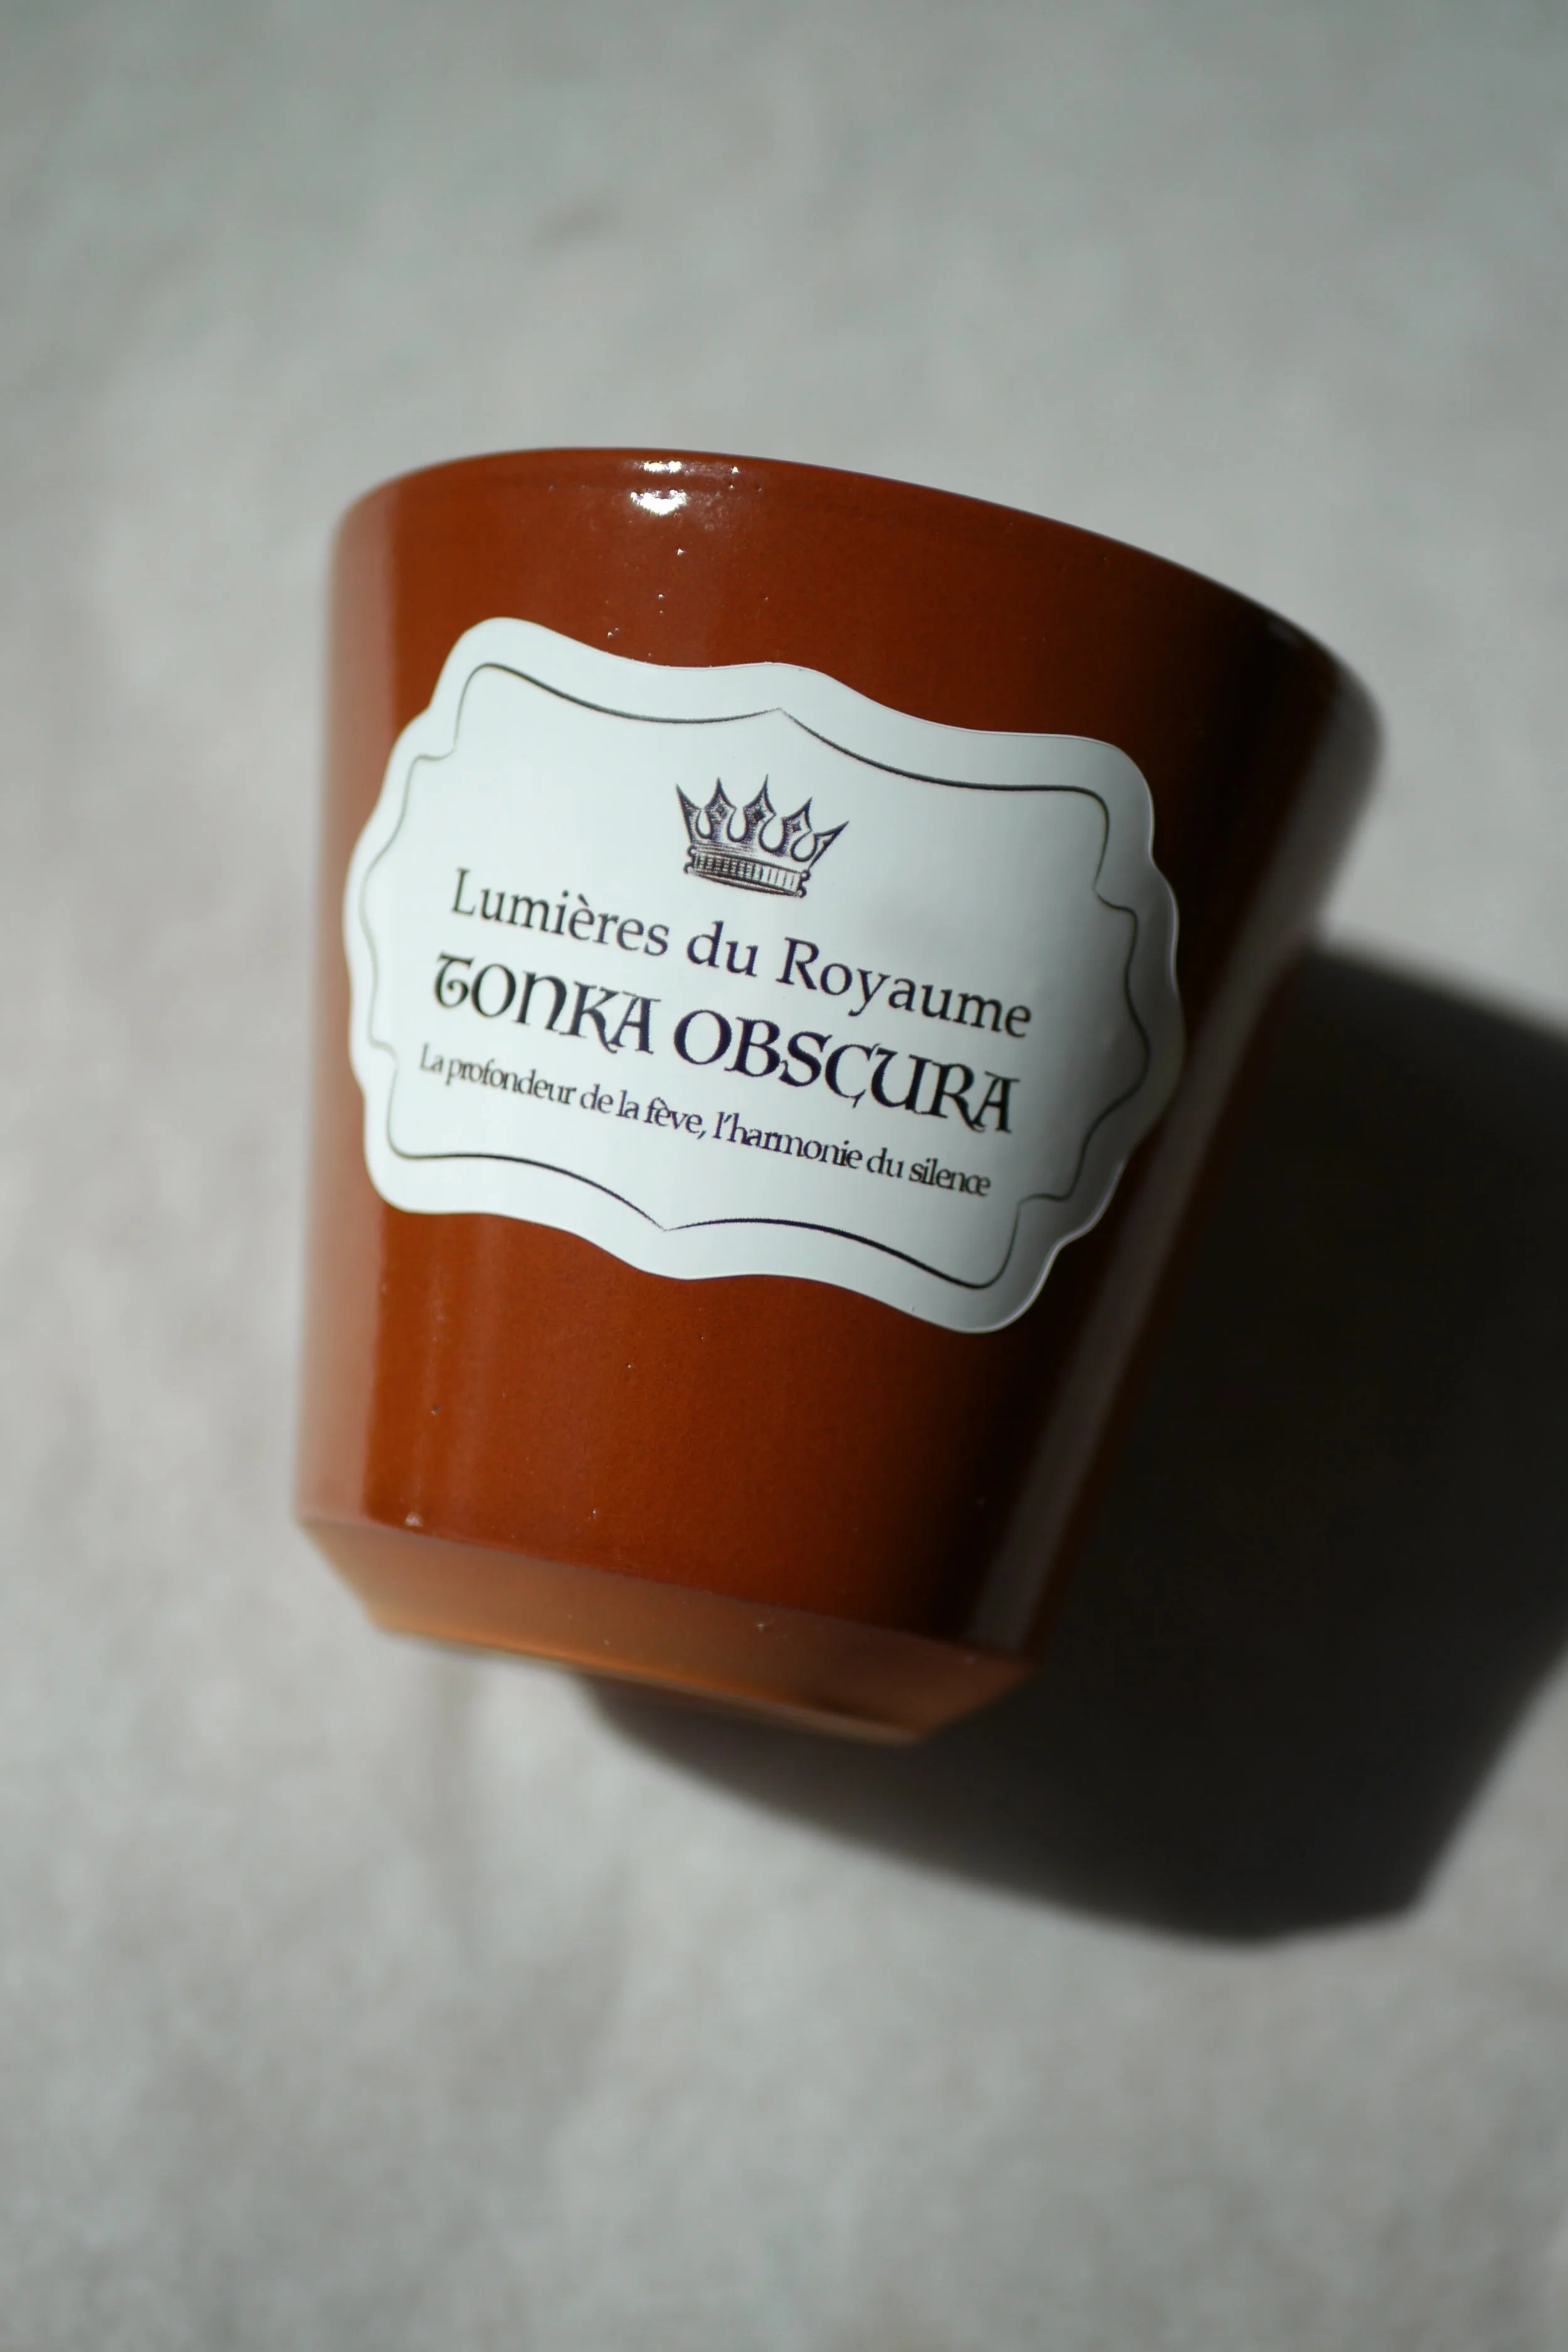 Lumières du Royaume
TONKA OBSCURA
La profondeur de la fève, l'harmonie du silence